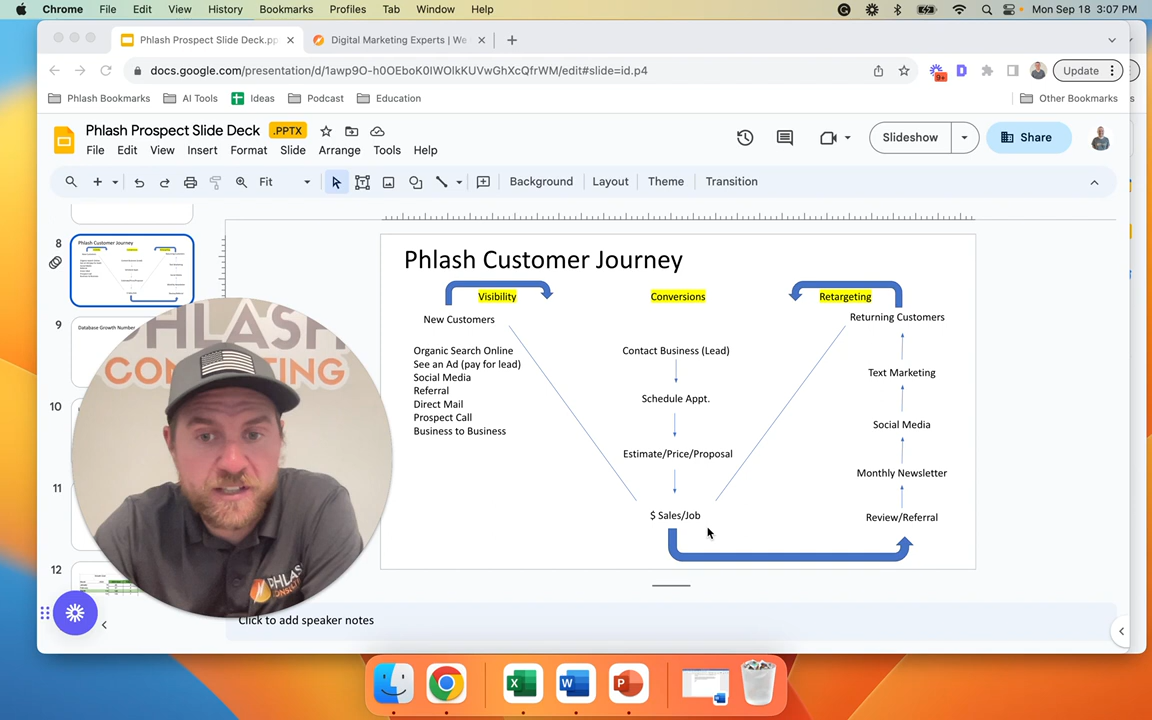 Chrome File Edit View History Bookmarks Profiles Tab Window Help Mon Sep 18 3:07 PM
Phlash Prospect Slide Deck.pp Digital Marketing Experts | We
docs.google.com/presentation/d/1awp9O-h0OEboK0IWOlkKUVwGhXcQfrWM/edit#slide=id.p4 9+ D Update
Phlash Bookmarks AI Tools Ideas Podcast Education Other Bookmarks
Phlash Prospect Slide Deck .PPTX
File Edit View Insert Format Slide Arrange Tools Help
Slideshow Share
Fit Background Layout Theme Transition
8
Phlash Customer Journey
9
Database Growth Number
10
11
12
PHLASH
CONSULTING
PHLASH
Phlash Customer Journey
Visibility Conversions Retargeting
New Customers
Organic Search Online
See an Ad (pay for lead)
Social Media
Referral
Direct Mail
Prospect Call
Business to Business
Contact Business (Lead)
Schedule Appt.
Estimate/Price/Proposal
$ Sales/Job
Returning Customers
Text Marketing
Social Media
Monthly Newsletter
Review/Referral
Click to add speaker notes
X W P